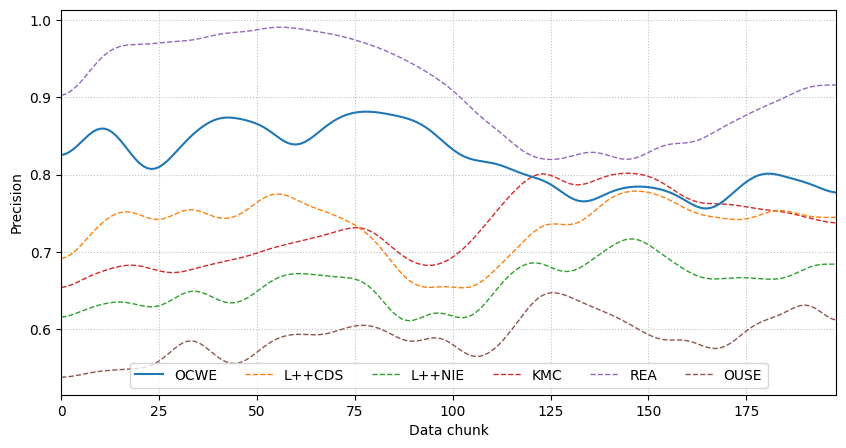 1.0
0.9
0.8
0.7
0.6
Precision
OCWE L++CDS L++NIE KMC REA OUSE
0 25 50 75 100 125 150 175
Data chunk